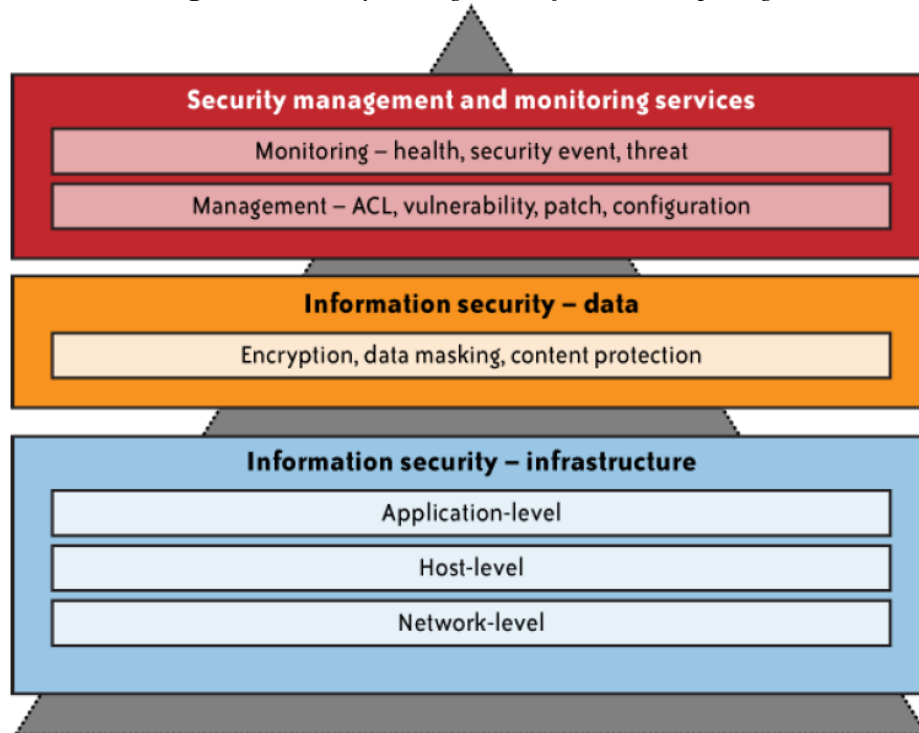 Security management and monitoring services
Monitoring – health, security event, threat
Management – ACL, vulnerability, patch, configuration
Information security – data
Encryption, data masking, content protection
Information security – infrastructure
Application-level
Host-level
Network-level